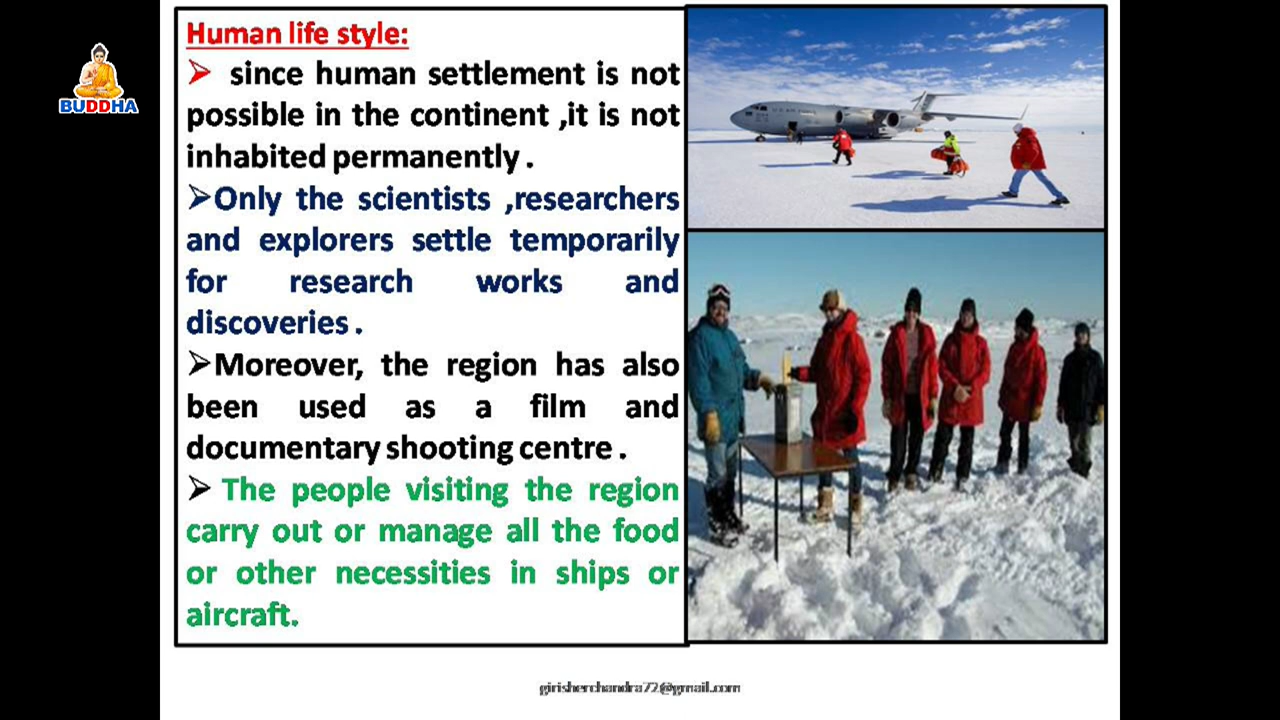 BUDDHA
Human life style:
➢ since human settlement is not
possible in the continent ,it is not
inhabited permanently .
➢Only the scientists ,researchers
and explorers settle temporarily
for research works and
discoveries .
➢Moreover, the region has also
been used as a film and
documentary shooting centre .
➢ The people visiting the region
carry out or manage all the food
or other necessities in ships or
aircraft.
U.S. AIR FORCE
girisherchandra72@gmail.com